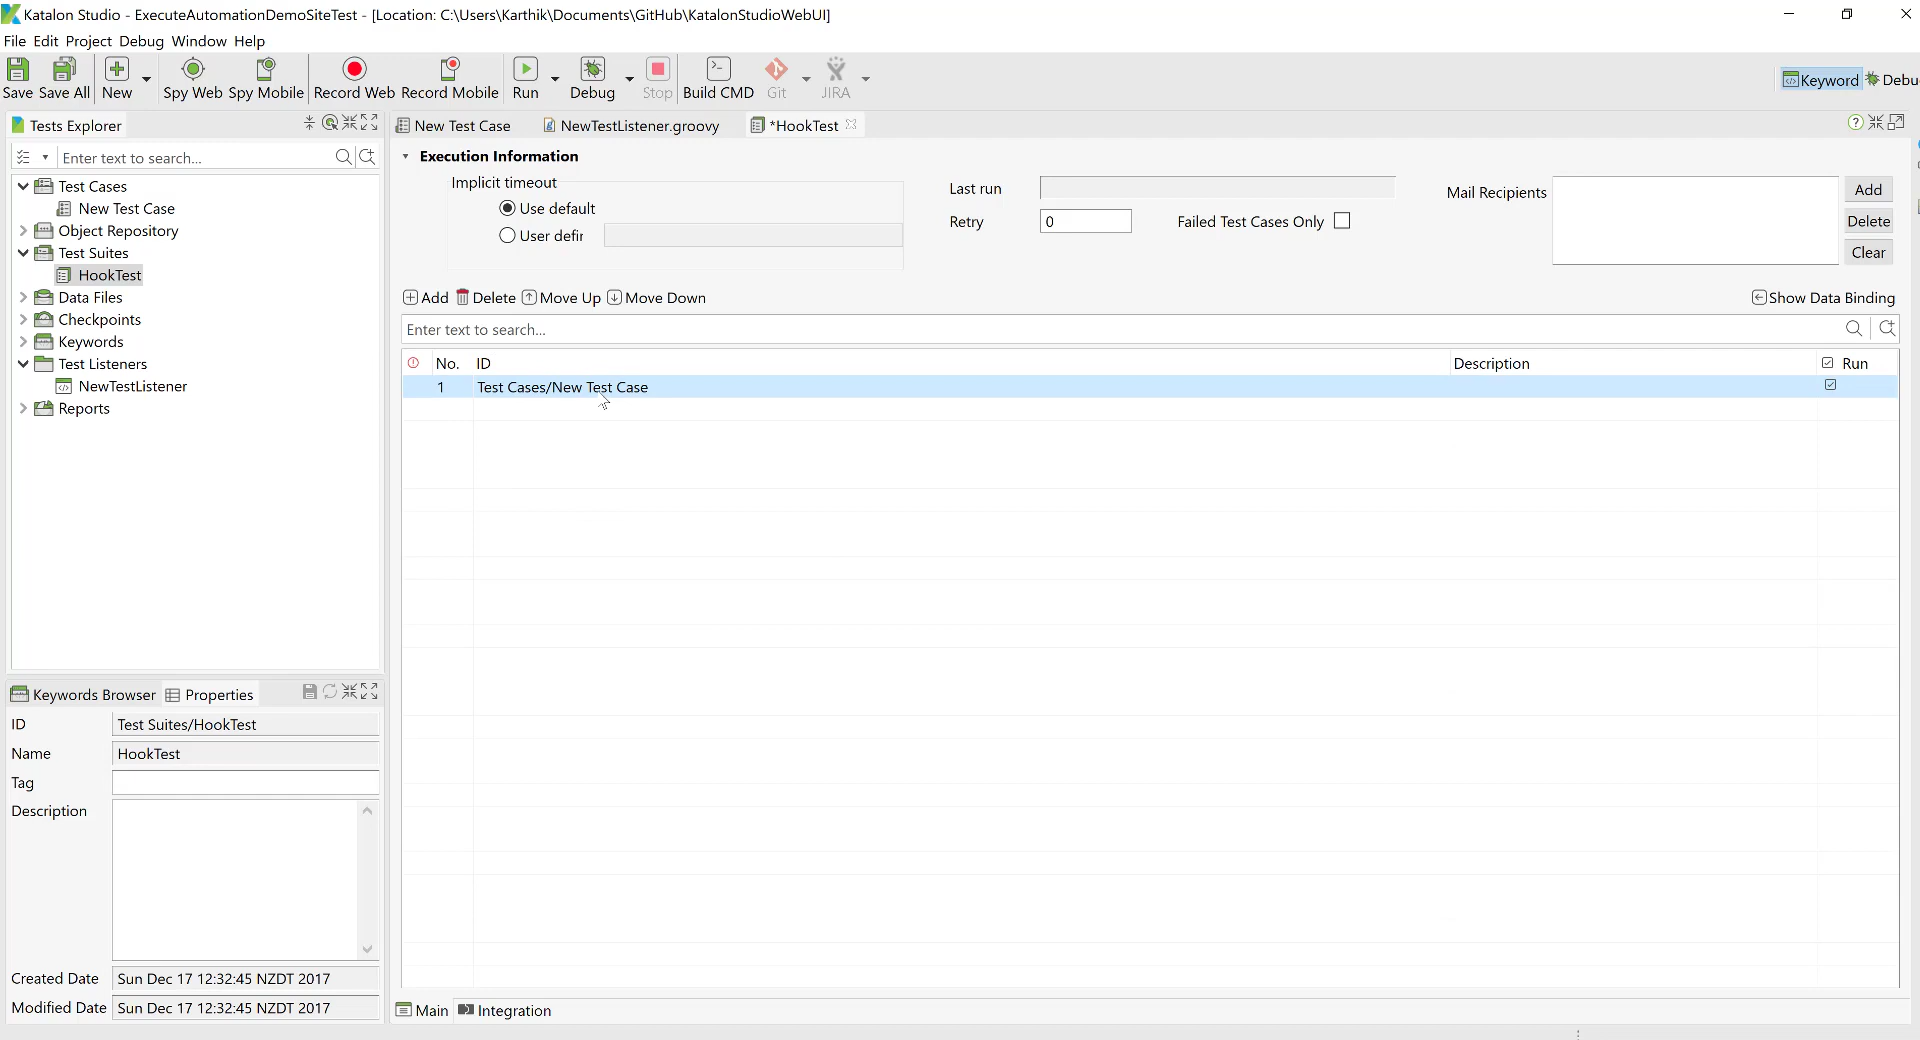 Katalon Studio - ExecuteAutomationDemoSiteTest - [Location: C:\Users\Karthik\Documents\GitHub\KatalonStudioWebUI]
File Edit Project Debug Window Help
Save Save All New Spy Web Spy Mobile Record Web Record Mobile Run Debug Stop Build CMD Git JIRA Keyword Debu
Tests Explorer
Enter text to search...
Test Cases
New Test Case
Object Repository
Test Suites
HookTest
Data Files
Checkpoints
Keywords
Test Listeners
NewTestListener
Reports
New Test Case NewTestListener.groovy *HookTest
Execution Information
Implicit timeout
Use default
User defir
Last run
Retry 0 Failed Test Cases Only
Mail Recipients
Add
Delete
Clear
Add Delete Move Up Move Down Show Data Binding
Enter text to search...
No. ID Description Run
1 Test Cases/New Test Case
Keywords Browser Properties
ID Test Suites/HookTest
Name HookTest
Tag
Description
Created Date Sun Dec 17 12:32:45 NZDT 2017
Modified Date Sun Dec 17 12:32:45 NZDT 2017
Main Integration